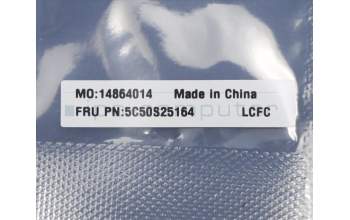 MO:14864014 Made in China
FRU PN:5C50S25164 LCFC